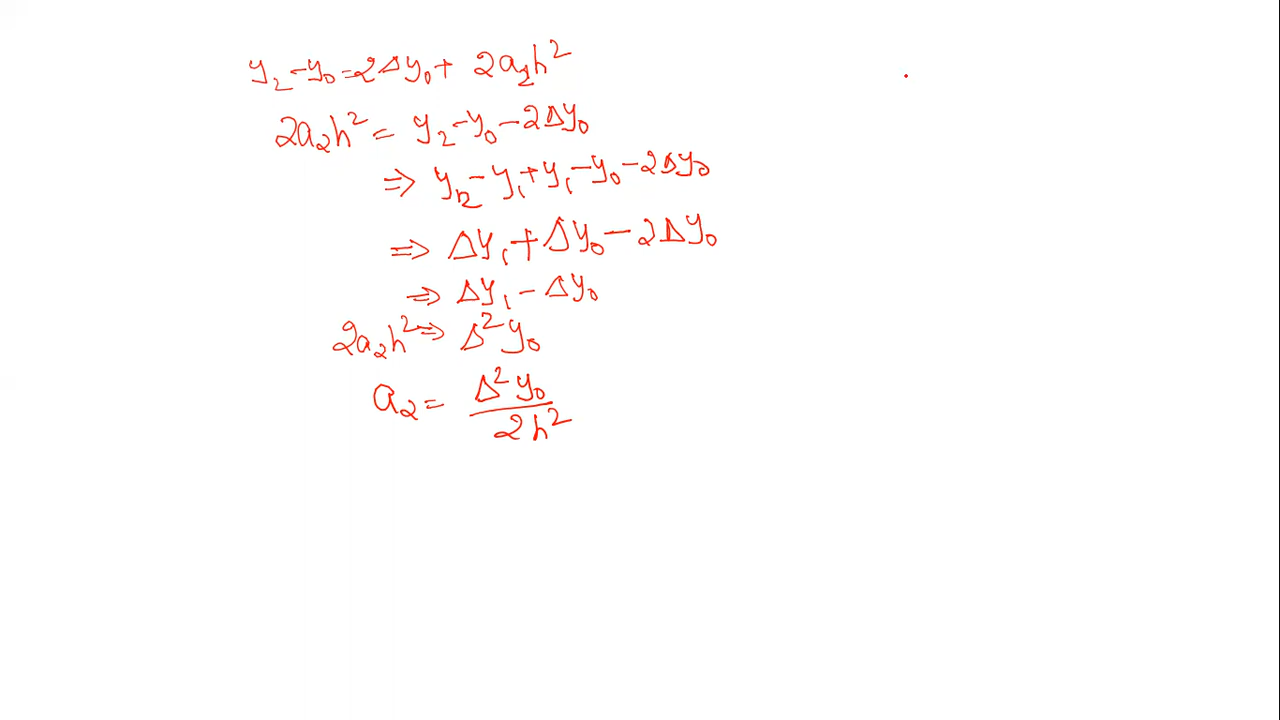 y₂ - y₀ = 2Δy₀ + 2a₂h²
2a₂h² = y₂ - y₀ - 2Δy₀
⇒ y₂ - y₁ + y₁ - y₀ - 2Δy₀
⇒ Δy₁ + Δy₀ - 2Δy₀
⇒ Δy₁ - Δy₀
2a₂h² ⇒ Δ²y₀
a₂ = Δ²y₀ / 2h²